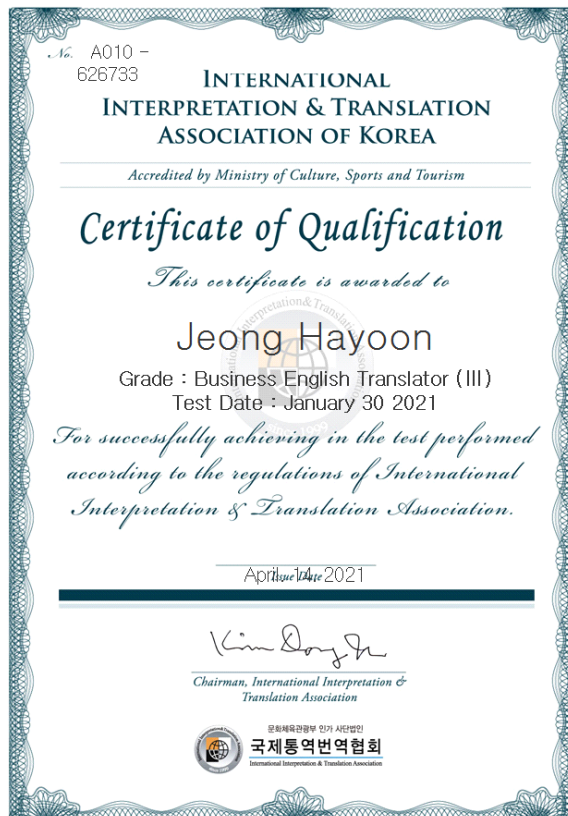 No. A010 -
626733
INTERNATIONAL
INTERPRETATION & TRANSLATION
ASSOCIATION OF KOREA
Accredited by Ministry of Culture, Sports and Tourism
Certificate of Qualification
This certificate is awarded to
Jeong Hayoon
Grade : Business English Translator (III)
Test Date : January 30 2021
For successfully achieving in the test performed
according to the regulations of International
Interpretation & Translation Association.
April 14, 2021
Issue Date
Kim Dong
Chairman, International Interpretation &
Translation Association
문화체육관광부 인가 사단법인
국제통역번역협회
International Interpretation & Translation Association